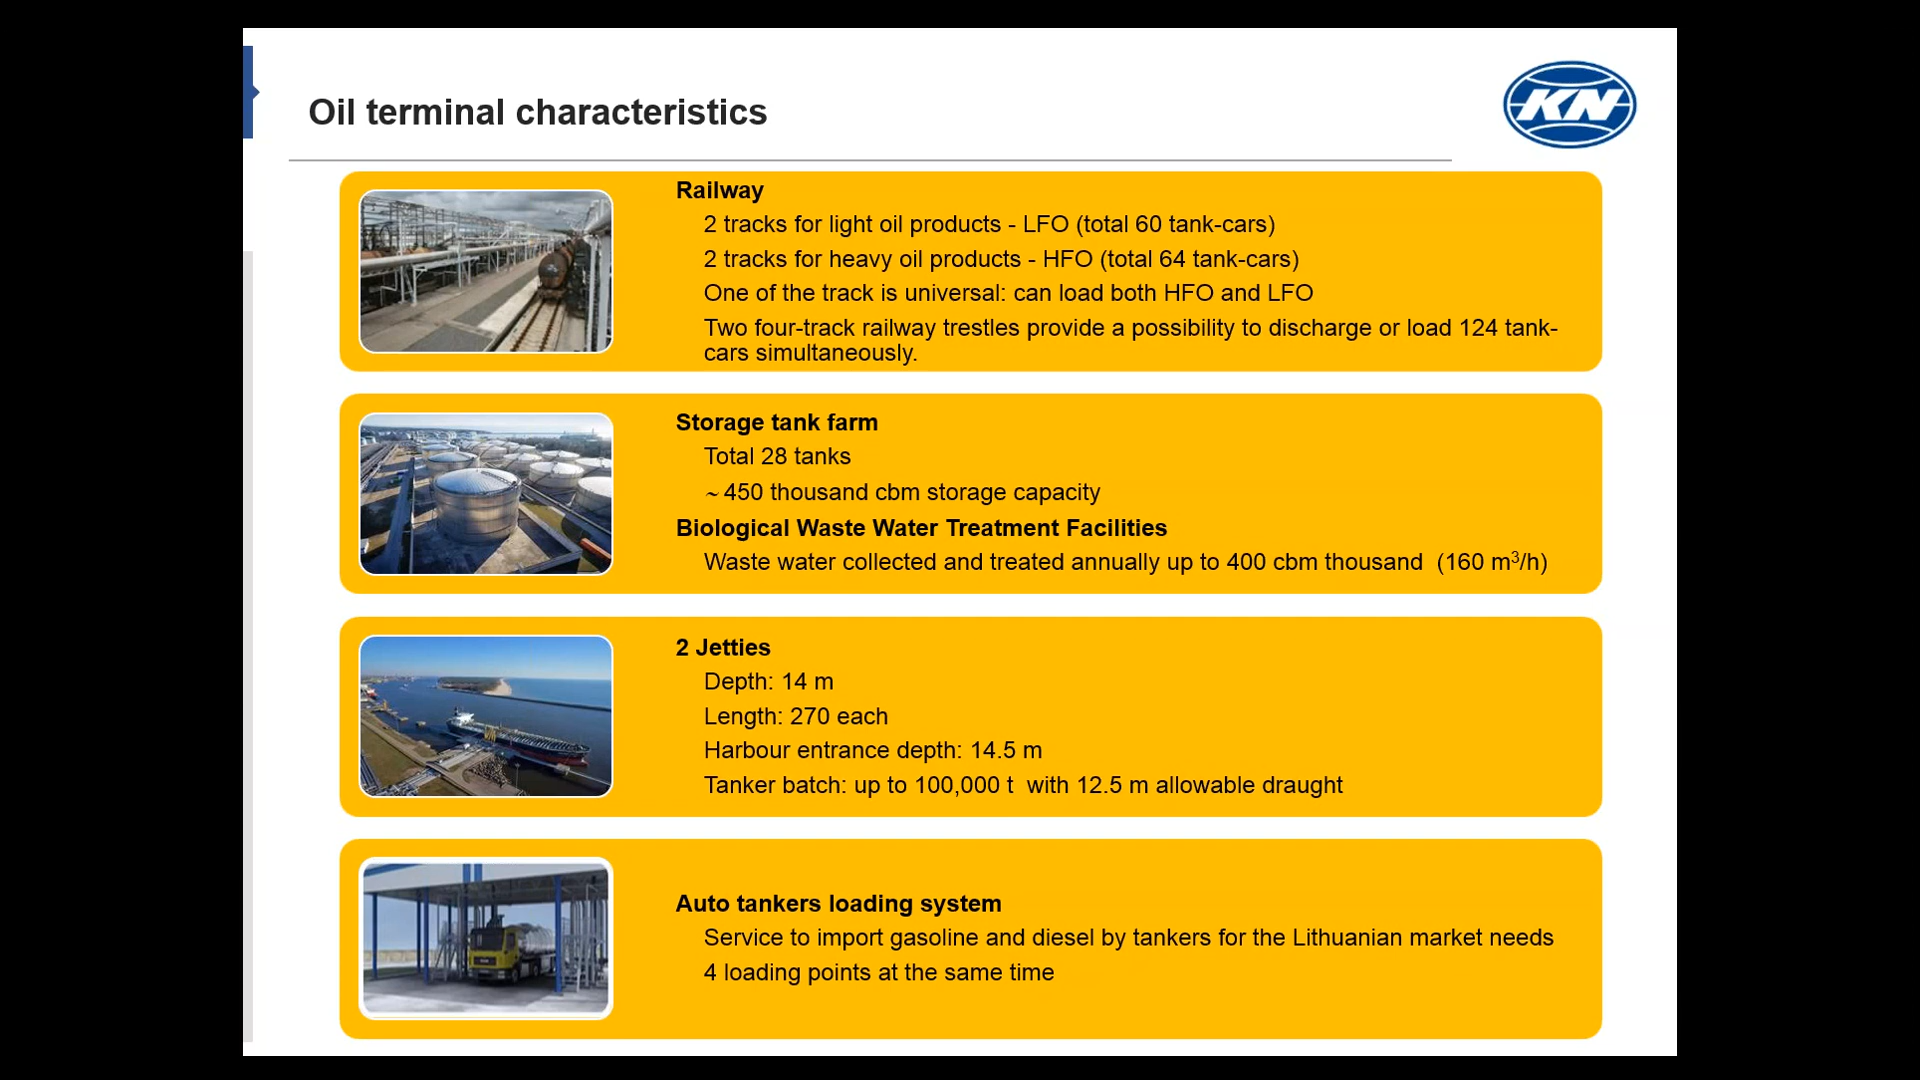 Oil terminal characteristics
KN
Railway
2 tracks for light oil products - LFO (total 60 tank-cars)
2 tracks for heavy oil products - HFO (total 64 tank-cars)
One of the track is universal: can load both HFO and LFO
Two four-track railway trestles provide a possibility to discharge or load 124 tank-
cars simultaneously.
Storage tank farm
Total 28 tanks
~ 450 thousand cbm storage capacity
Biological Waste Water Treatment Facilities
Waste water collected and treated annually up to 400 cbm thousand  (160 m³/h)
2 Jetties
Depth: 14 m
Length: 270 each
Harbour entrance depth: 14.5 m
Tanker batch: up to 100,000 t  with 12.5 m allowable draught
Auto tankers loading system
Service to import gasoline and diesel by tankers for the Lithuanian market needs
4 loading points at the same time